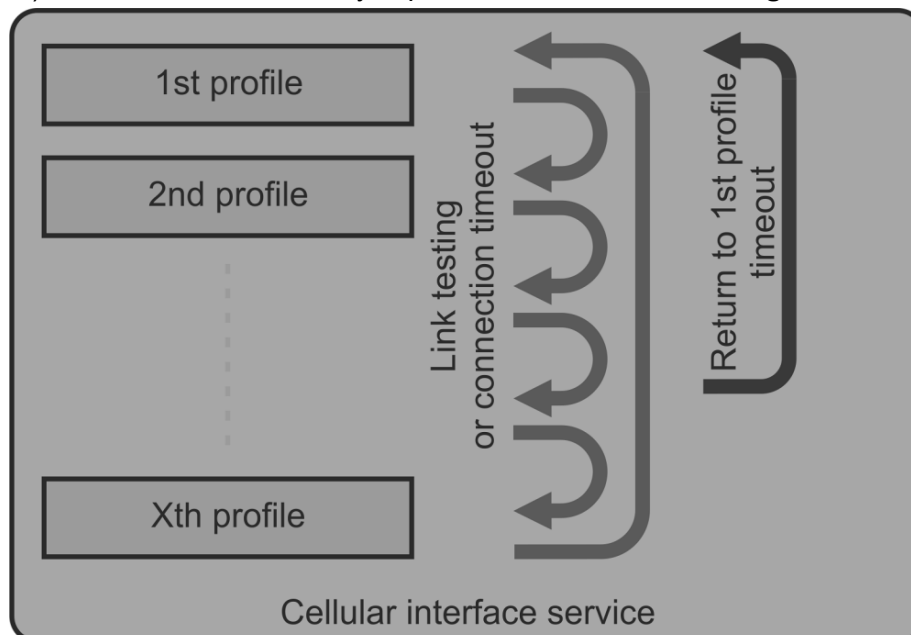 1st profile
2nd profile
Xth profile
Link testing
or connection timeout
Return to 1st profile
timeout
Cellular interface service